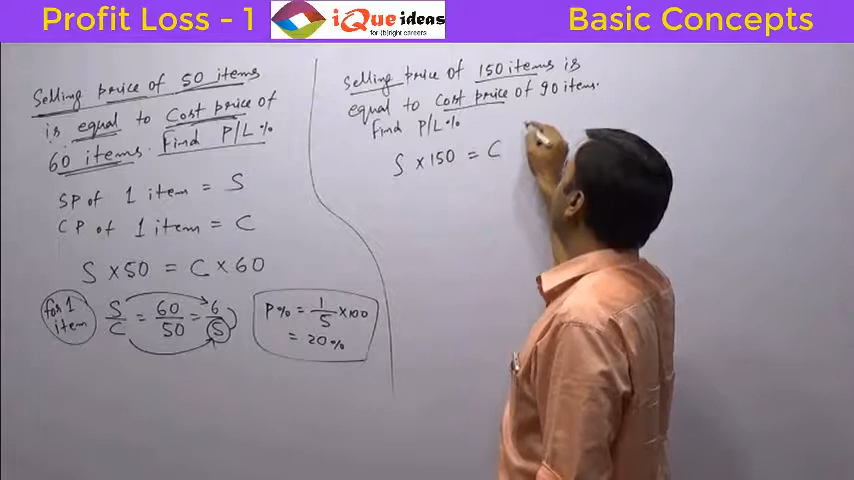 Profit Loss - 1
iQue ideas
for (b)right careers
Basic Concepts
Selling price of 50 items
is equal to Cost price of
60 items. Find P/L %
SP of 1 item = S
CP of 1 item = C
S × 50 = C × 60
for 1
item
S/C = 60/50 = 6/5
P% = 1/5 × 100
= 20%
Selling price of 150 items is
equal to Cost price of 90 items.
Find P/L %
S × 150 = C